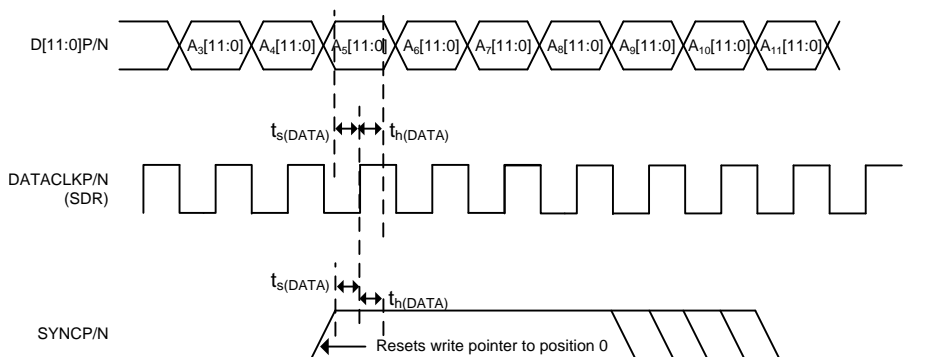 D[11:0]P/N
A3[11:0] A4[11:0] A5[11:0] A6[11:0] A7[11:0] A8[11:0] A9[11:0] A10[11:0] A11[11:0]
ts(DATA) th(DATA)
DATACLKP/N
(SDR)
ts(DATA) th(DATA)
SYNCP/N
Resets write pointer to position 0